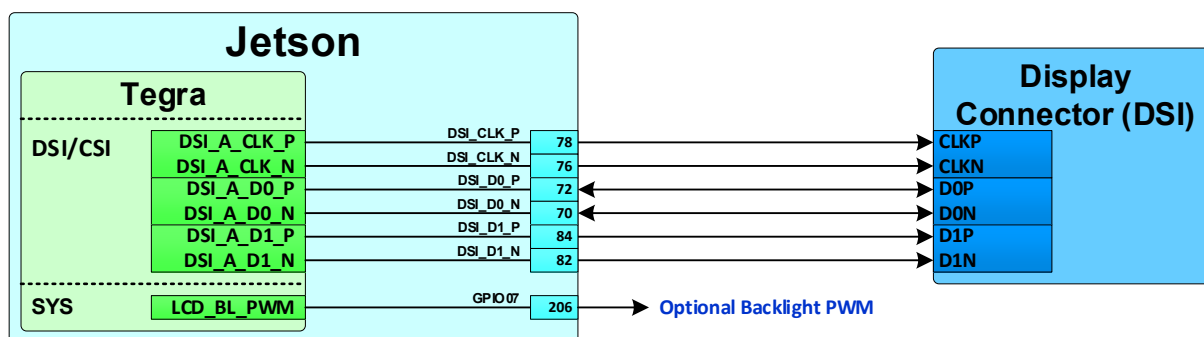 Jetson
Tegra
Display
Connector (DSI)
DSI/CSI
DSI_A_CLK_P DSI_CLK_P 78 CLKP
DSI_A_CLK_N DSI_CLK_N 76 CLKN
DSI_A_D0_P DSI_D0_P 72 D0P
DSI_A_D0_N DSI_D0_N 70 D0N
DSI_A_D1_P DSI_D1_P 84 D1P
DSI_A_D1_N DSI_D1_N 82 D1N
SYS LCD_BL_PWM GPIO07 206 Optional Backlight PWM